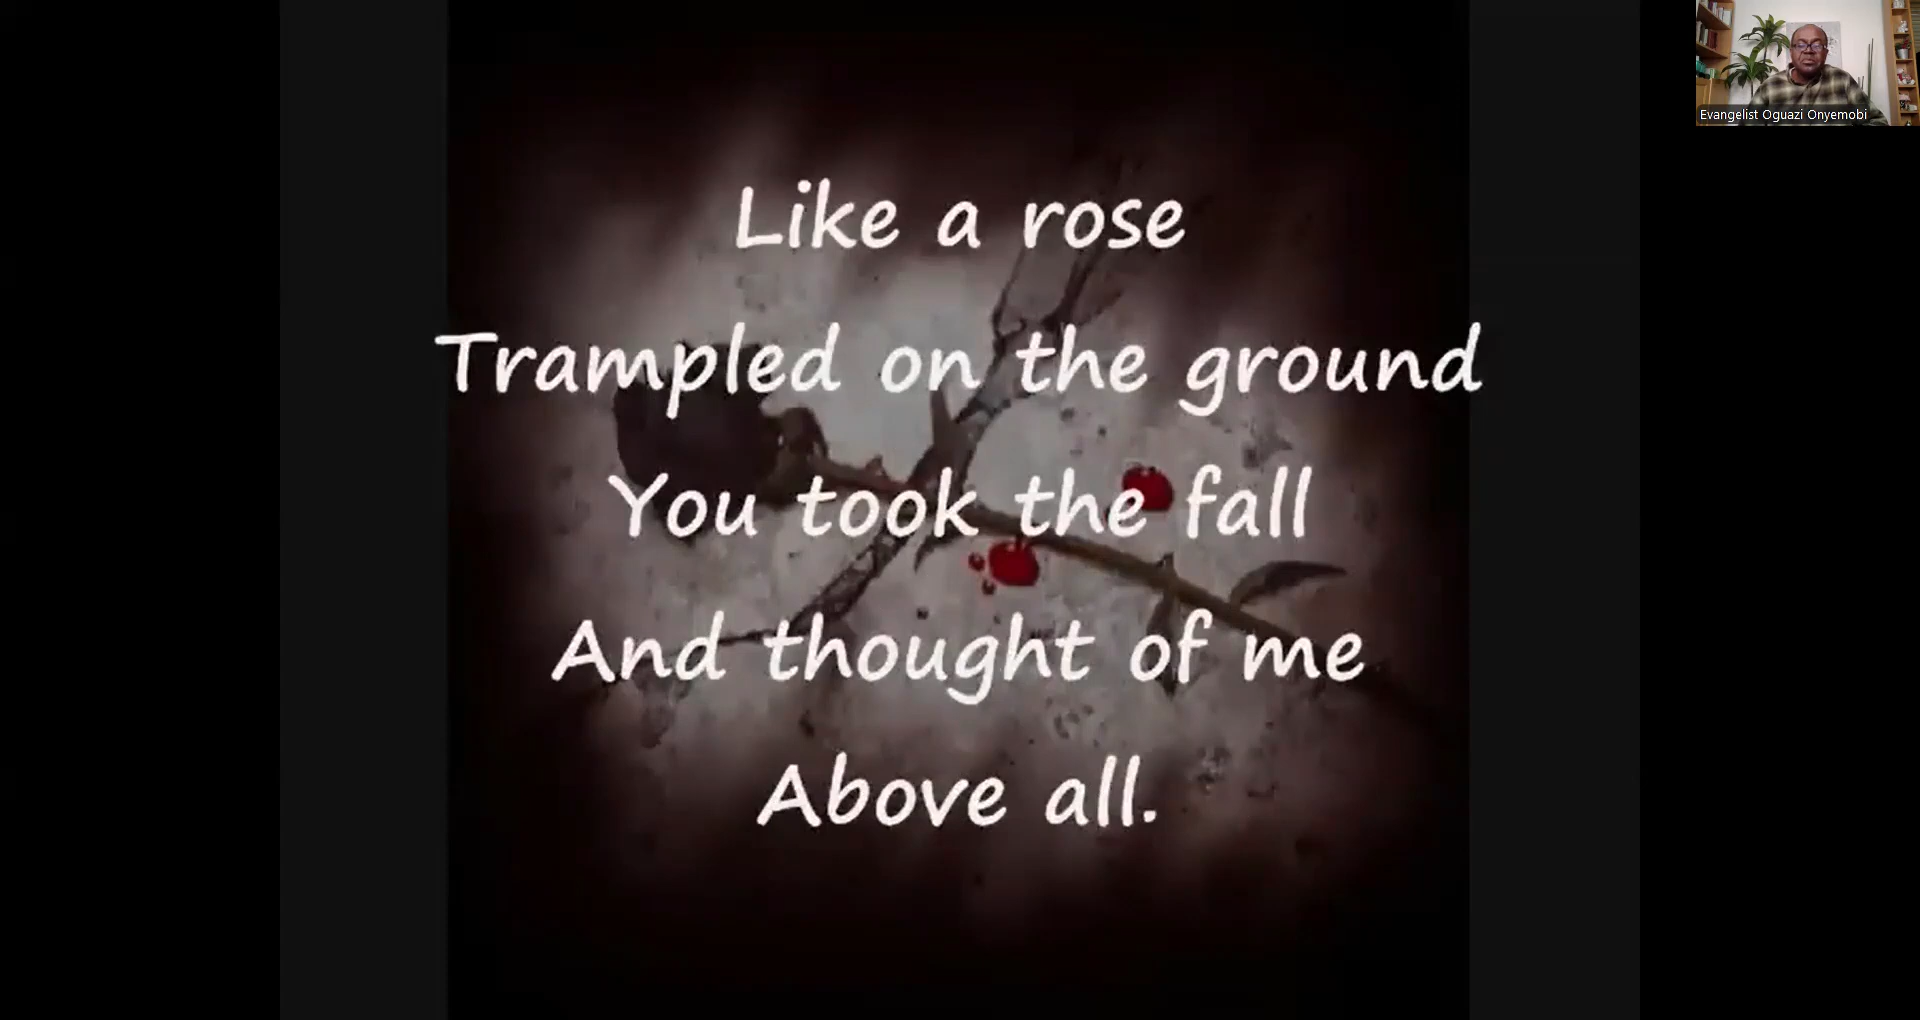 Like a rose
Trampled on the ground
You took the fall
And thought of me
Above all.
Evangelist Oguazi Onyemobi